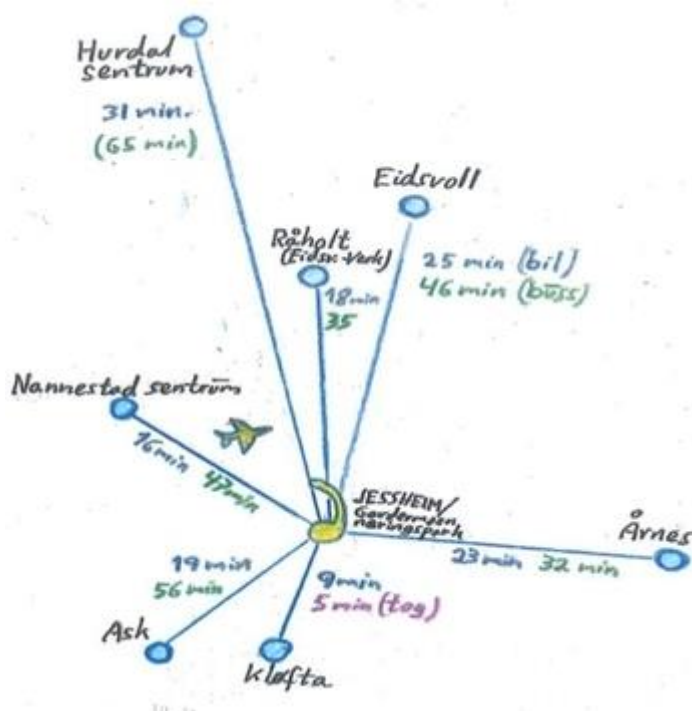 Hurdal
sentrum
31 min.
(65 min)
Eidsvoll
25 min (bil)
46 min (buss)
Råholt
(Eidsv. Verk)
18 min
35
Nannestad sentrum
16 min 47 min
JESSHEIM/
Gardermoen
næringspark
Årnes
23 min 32 min
19 min
56 min
9 min
5 min (tog)
Ask
Kløfta